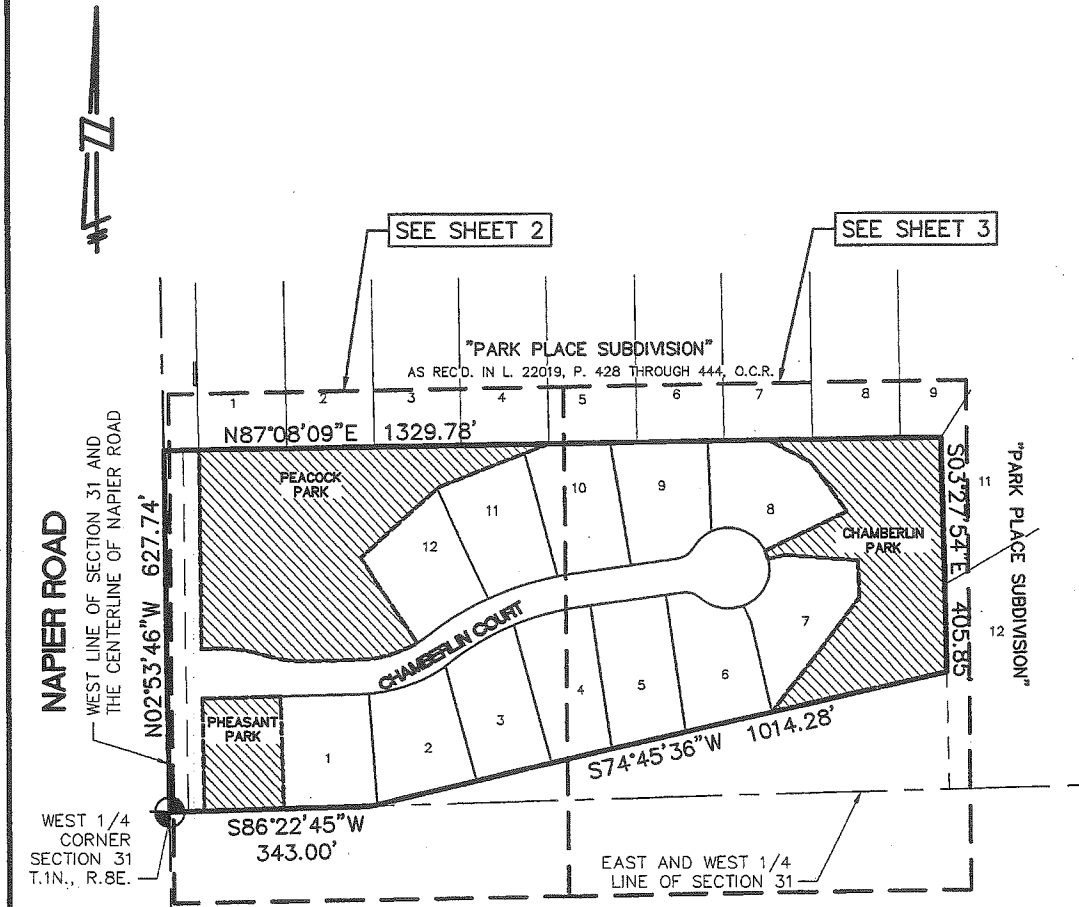 SEE SHEET 2
SEE SHEET 3
"PARK PLACE SUBDIVISION"
AS REC'D. IN L. 22019, P. 428 THROUGH 444, O.C.R.
1
2
3
4
5
6
7
8
9
N87°08'09"E 1329.78'
PEACOCK
PARK
12
11
10
9
8
CHAMBERLIN
PARK
S03°27'54"E 405.85
11
12
"PARK PLACE SUBDIVISION"
NAPIER ROAD
WEST LINE OF SECTION 31 AND
THE CENTERLINE OF NAPIER ROAD
N02°53'46"W 627.74'
CHAMBERLIN COURT
PHEASANT
PARK
1
2
3
4
5
6
7
S74°45'36"W 1014.28'
S86°22'45"W
343.00'
WEST 1/4
CORNER
SECTION 31
T.1N., R.8E.
EAST AND WEST 1/4
LINE OF SECTION 31